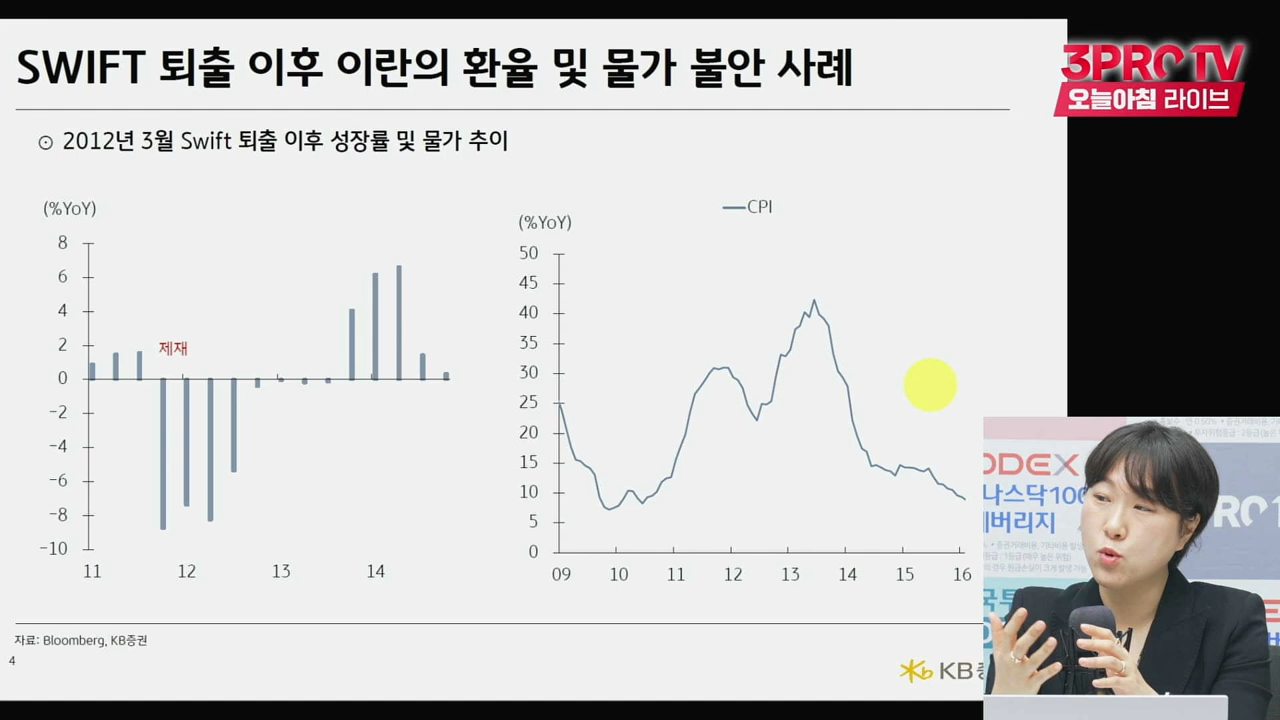 SWIFT 퇴출 이후 이란의 환율 및 물가 불안 사례
3PROTV
오늘아침 라이브
⊙ 2012년 3월 Swift 퇴출 이후 성장률 및 물가 추이
(%YoY)
8
6
4
2
0
-2
-4
-6
-8
-10
제재
11 12 13 14
CPI
(%YoY)
50
45
40
35
30
25
20
15
10
5
0
09 10 11 12 13 14 15 16
자료: Bloomberg, KB증권
4
KB
ODEX
나스닥100
버리지